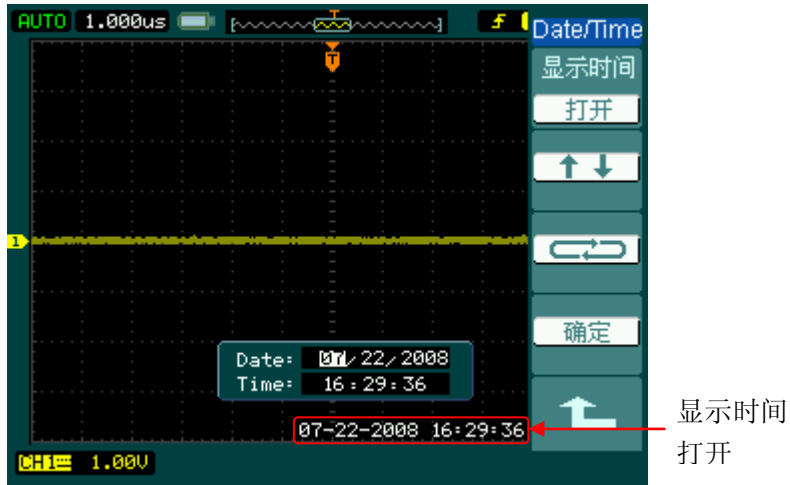 AUTO 1.000us
T
T
Date/Time
显示时间
打开
1
确定
Date: 07/22/2008
Time: 16:29:36
07-22-2008 16:29:36
CH1 1.00V
显示时间
打开